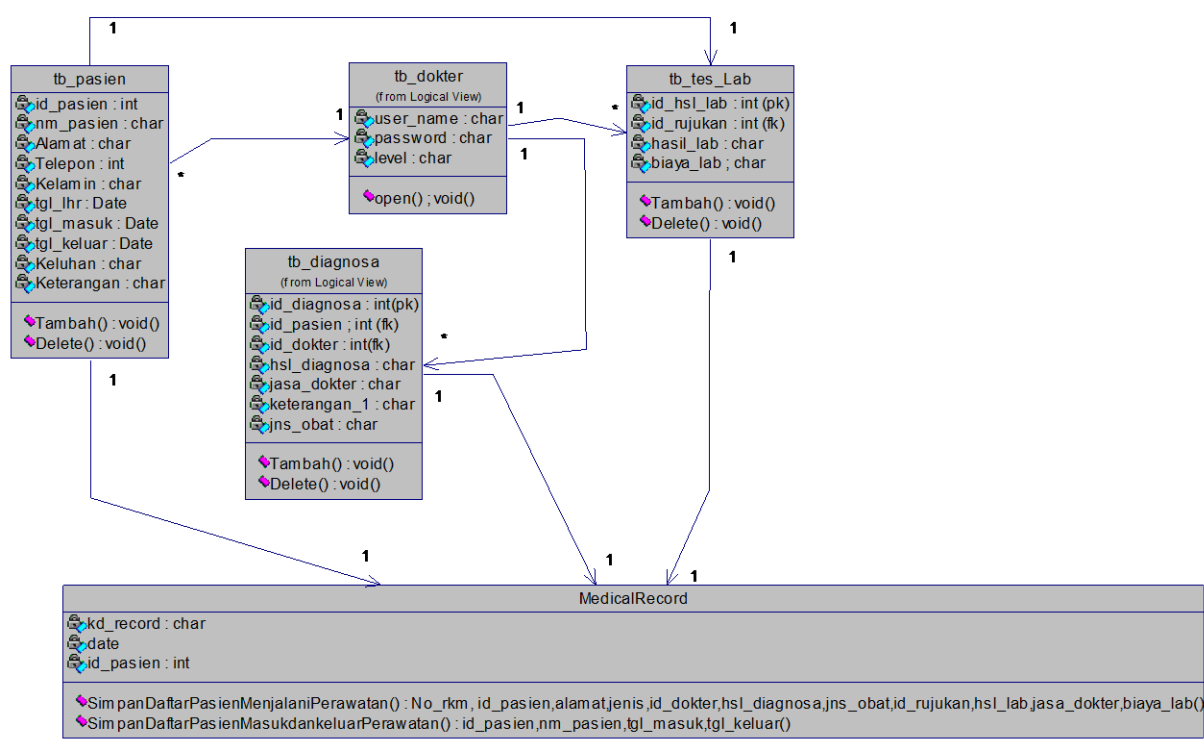 1
1
tb_pasien
id_pasien : int
nm_pasien : char
Alamat : char
Telepon : int
Kelamin : char
tgl_lhr : Date
tgl_masuk : Date
tgl_keluar : Date
Keluhan : char
Keterangan : char
Tambah() : void()
Delete() : void()
*
1
tb_dokter
(from Logical View)
user_name : char
password : char
level : char
open() ; void()
1
1
*
tb_tes_Lab
id_hsl_lab : int (pk)
id_rujukan : int (fk)
hasil_lab : char
biaya_lab ; char
Tambah() : void()
Delete() : void()
1
tb_diagnosa
(from Logical View)
id_diagnosa : int(pk)
id_pasien ; int (fk)
id_dokter : int(fk)
hsl_diagnosa : char
jasa_dokter : char
keterangan_1 : char
jns_obat : char
Tambah() : void()
Delete() : void()
*
1
1
1
1
1
MedicalRecord
kd_record : char
date
id_pasien : int
SimpanDaftarPasienMenjalaniPerawatan() : No_rkm, id_pasien,alamat,jenis,id_dokter,hsl_diagnosa,jns_obat,id_rujukan,hsl_lab,jasa_dokter,biaya_lab()
SimpanDaftarPasienMasukdankeluarPerawatan() : id_pasien,nm_pasien,tgl_masuk,tgl_keluar()